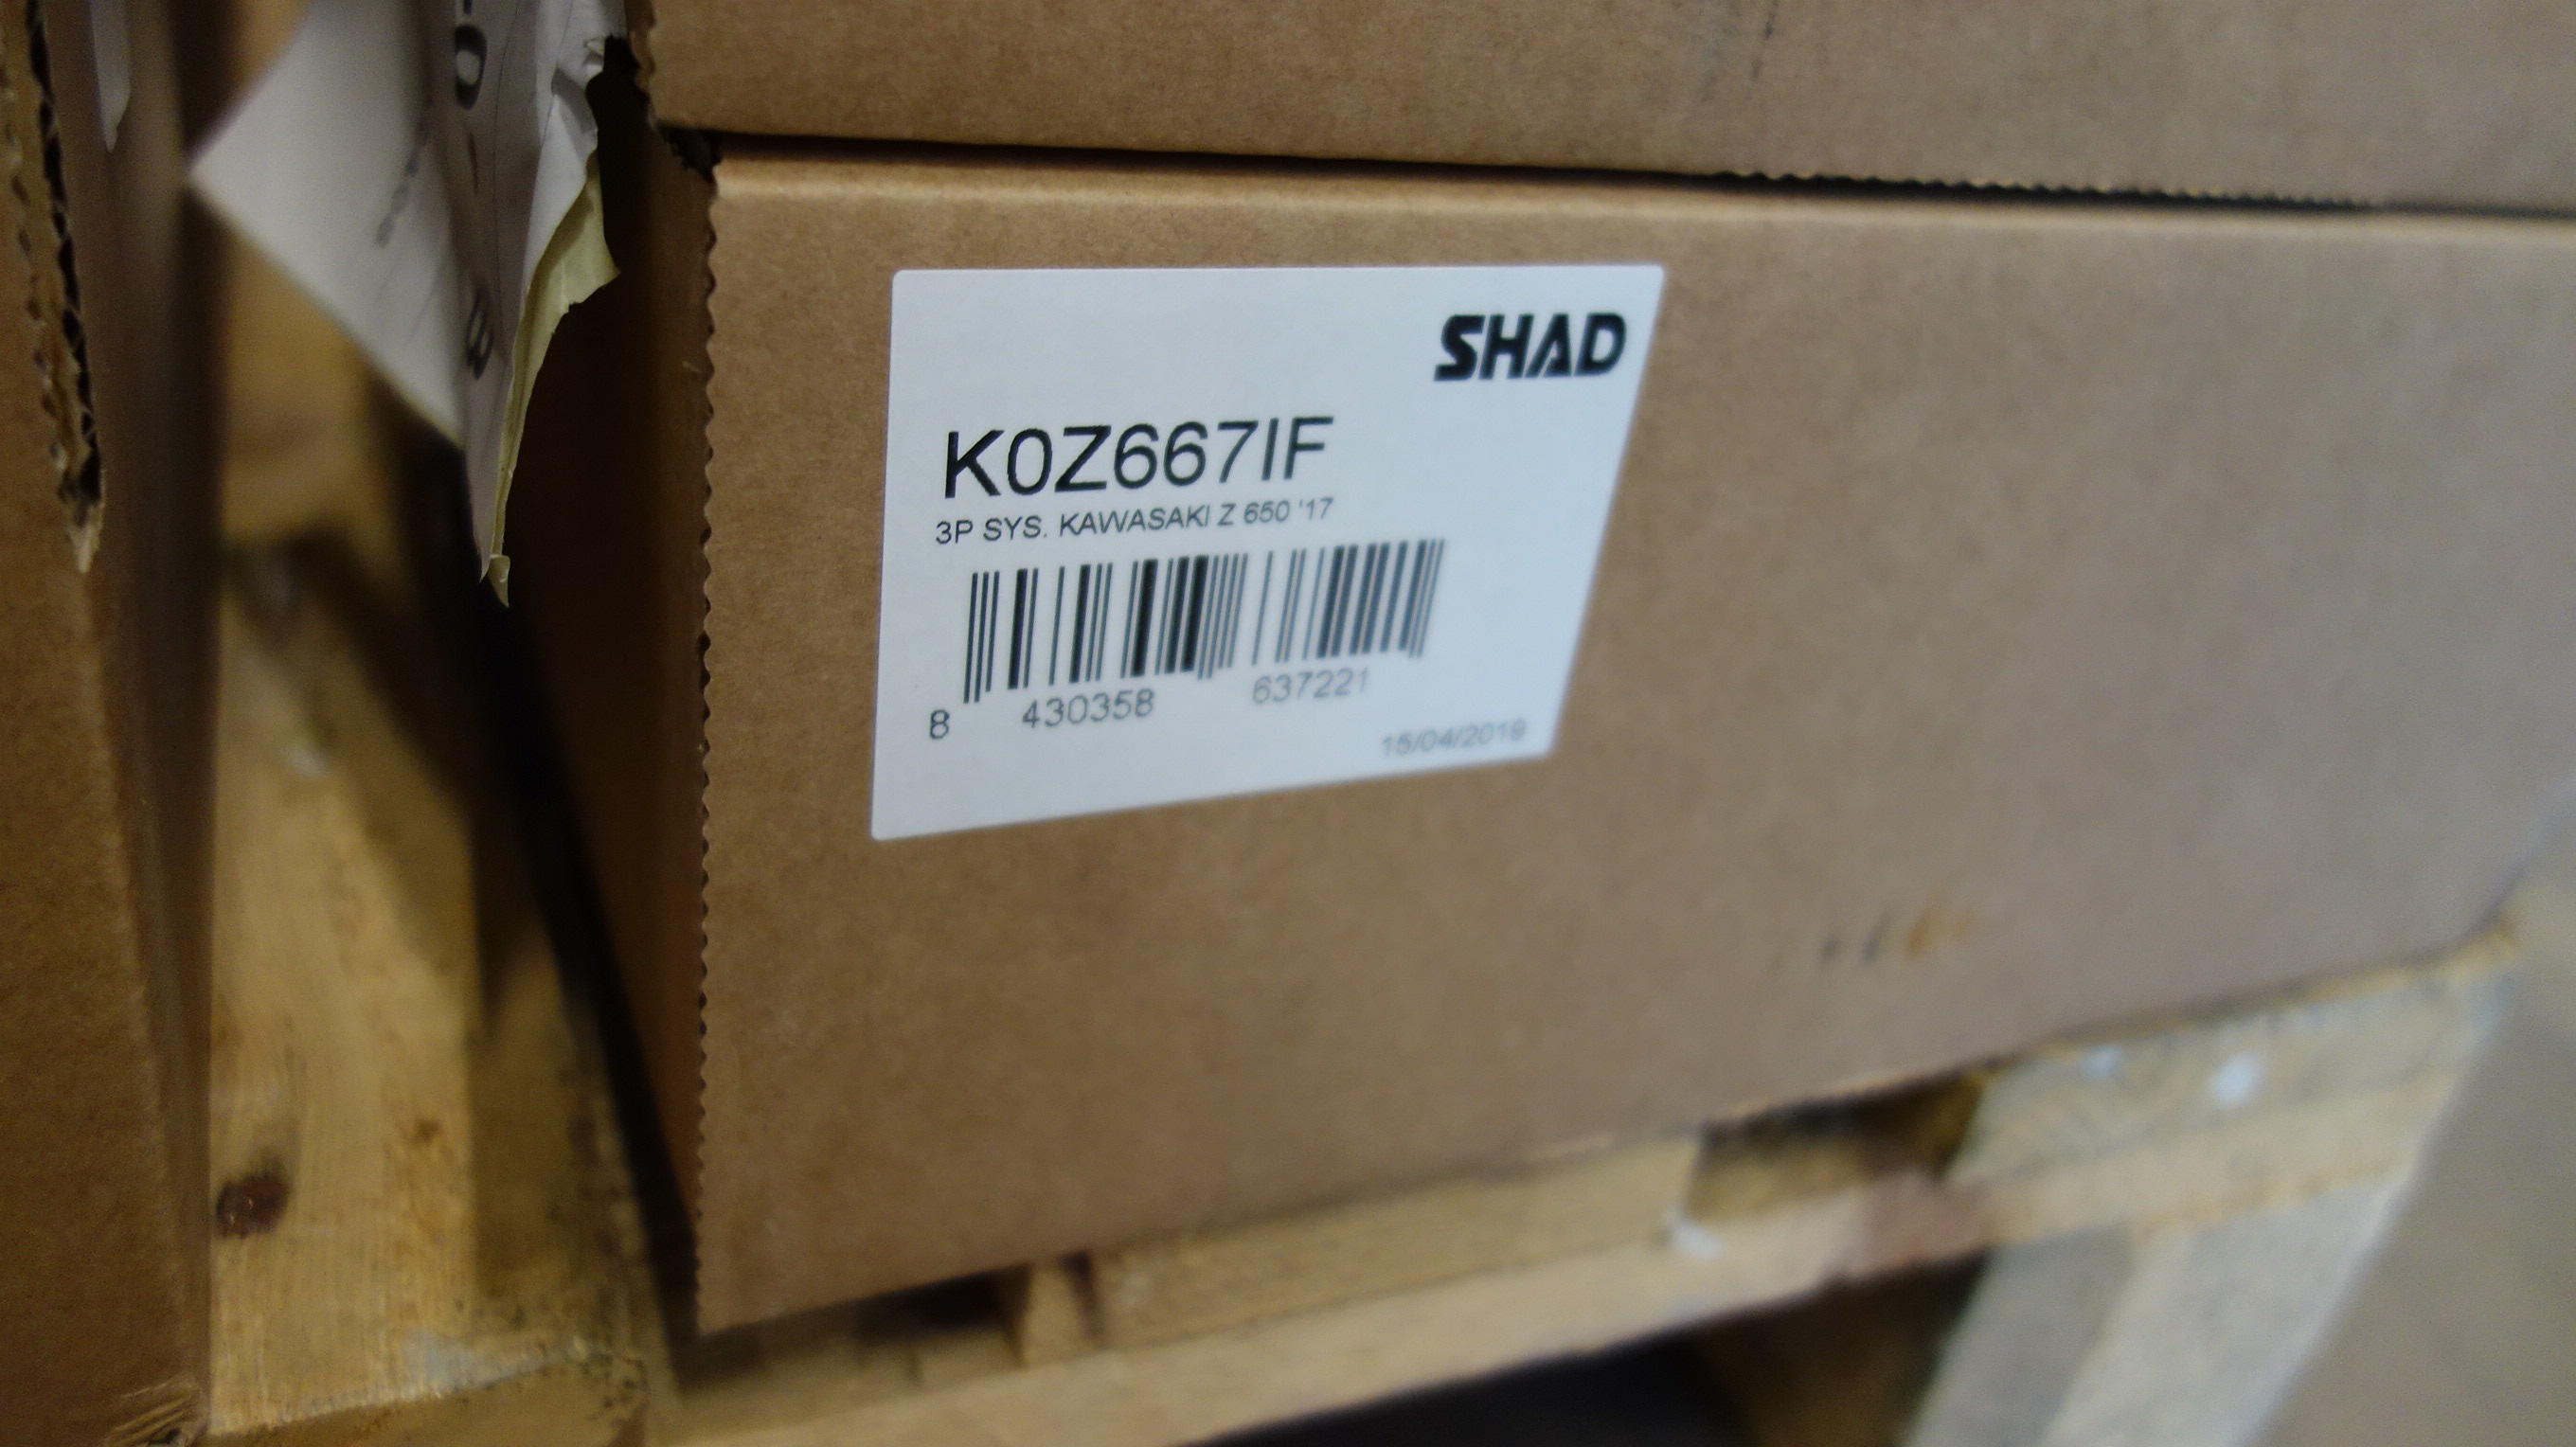 SHAD
K0Z667IF
3P SYS. KAWASAKI Z 650 '17
8 430358 637221
15/04/2019